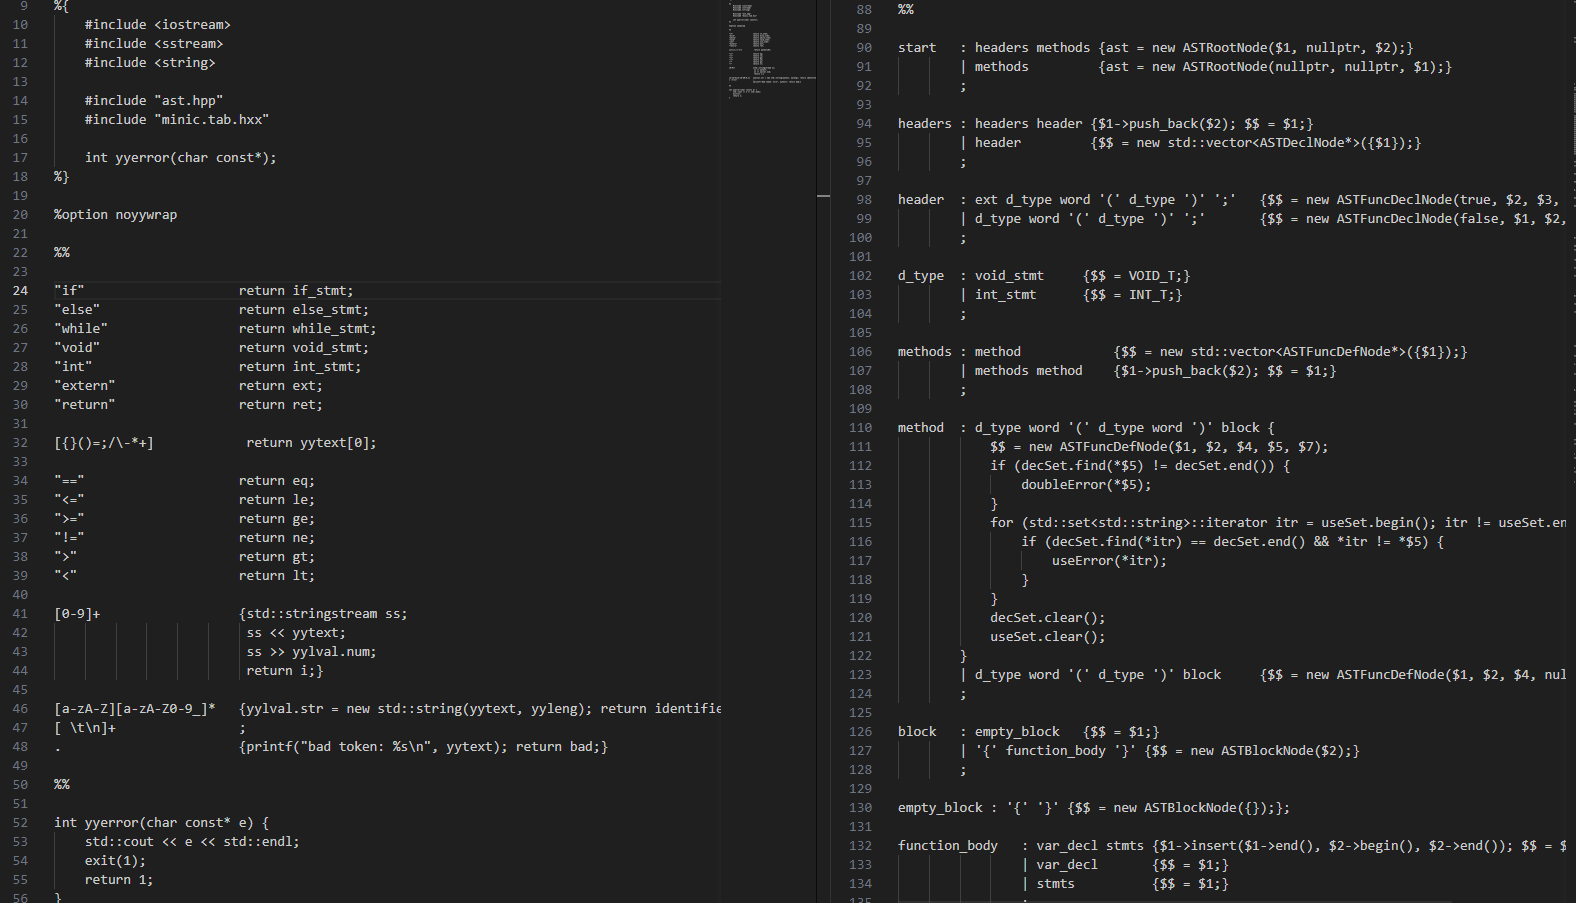 9 %{
10 #include <iostream>
11 #include <sstream>
12 #include <string>
13
14 #include "ast.hpp"
15 #include "minic.tab.hxx"
16
17 int yyerror(char const*);
18 %}
19
20 %option noyywrap
21
22 %%
23
24 "if" return if_stmt;
25 "else" return else_stmt;
26 "while" return while_stmt;
27 "void" return void_stmt;
28 "int" return int_stmt;
29 "extern" return ext;
30 "return" return ret;
31
32 [{}()=;/\-*+] return yytext[0];
33
34 "==" return eq;
35 "<=" return le;
36 ">=" return ge;
37 "!=" return ne;
38 ">" return gt;
39 "<" return lt;
40
41 [0-9]+ {std::stringstream ss;
42 ss << yytext;
43 ss >> yylval.num;
44 return i;}
45
46 [a-zA-Z][a-zA-Z0-9_]* {yylval.str = new std::string(yytext, yyleng); return identifie
47 [ \t\n]+ ;
48 . {printf("bad token: %s\n", yytext); return bad;}
49
50 %%
51
52 int yyerror(char const* e) {
53 std::cout << e << std::endl;
54 exit(1);
55 return 1;
56 }
88 %%
89
90 start : headers methods {ast = new ASTRootNode($1, nullptr, $2);}
91 | methods {ast = new ASTRootNode(nullptr, nullptr, $1);}
92 ;
93
94 headers : headers header {$1->push_back($2); $$ = $1;}
95 | header {$$ = new std::vector<ASTDeclNode*>({$1});}
96 ;
97
98 header : ext d_type word '(' d_type ')' ';' {$$ = new ASTFuncDeclNode(true, $2, $3,
99 | d_type word '(' d_type ')' ';' {$$ = new ASTFuncDeclNode(false, $1, $2,
100 ;
101
102 d_type : void_stmt {$$ = VOID_T;}
103 | int_stmt {$$ = INT_T;}
104 ;
105
106 methods : method {$$ = new std::vector<ASTFuncDefNode*>({$1});}
107 | methods method {$1->push_back($2); $$ = $1;}
108 ;
109
110 method : d_type word '(' d_type word ')' block {
111 $$ = new ASTFuncDefNode($1, $2, $4, $5, $7);
112 if (decSet.find(*$5) != decSet.end()) {
113 doubleError(*$5);
114 }
115 for (std::set<std::string>::iterator itr = useSet.begin(); itr != useSet.en
116 if (decSet.find(*itr) == decSet.end() && *itr != *$5) {
117 useError(*itr);
118 }
119 }
120 decSet.clear();
121 useSet.clear();
122 }
123 | d_type word '(' d_type ')' block {$$ = new ASTFuncDefNode($1, $2, $4, nul
124 ;
125
126 block : empty_block {$$ = $1;}
127 | '{' function_body '}' {$$ = new ASTBlockNode($2);}
128 ;
129
130 empty_block : '{' '}' {$$ = new ASTBlockNode({});};
131
132 function_body : var_decl stmts {$1->insert($1->end(), $2->begin(), $2->end()); $$ = $
133 | var_decl {$$ = $1;}
134 | stmts {$$ = $1;}
135 ;